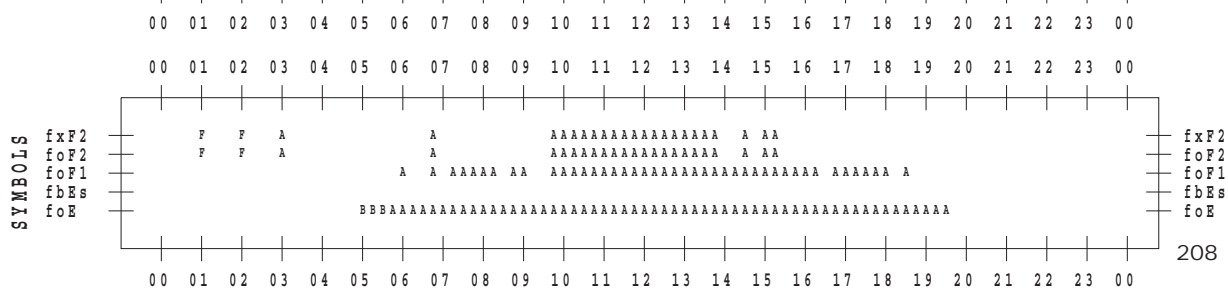 00 01 02 03 04 05 06 07 08 09 10 11 12 13 14 15 16 17 18 19 20 21 22 23 00
00 01 02 03 04 05 06 07 08 09 10 11 12 13 14 15 16 17 18 19 20 21 22 23 00
SYMBOLS
fxF2 F F A A AAAAAAAAAAAAAAAAA A AA fxF2
foF2 F F A A AAAAAAAAAAAAAAAAA A AA foF2
foF1 A A AAAAA AA AAAAAAAAAAAAAAAAAAAAAAAAAAA AAAAAA A foF1
fbEs fbEs
foE BBBAAAAAAAAAAAAAAAAAAAAAAAAAAAAAAAAAAAAAAAAAAAAAAAAAAAAAAAA foE
208
00 01 02 03 04 05 06 07 08 09 10 11 12 13 14 15 16 17 18 19 20 21 22 23 00